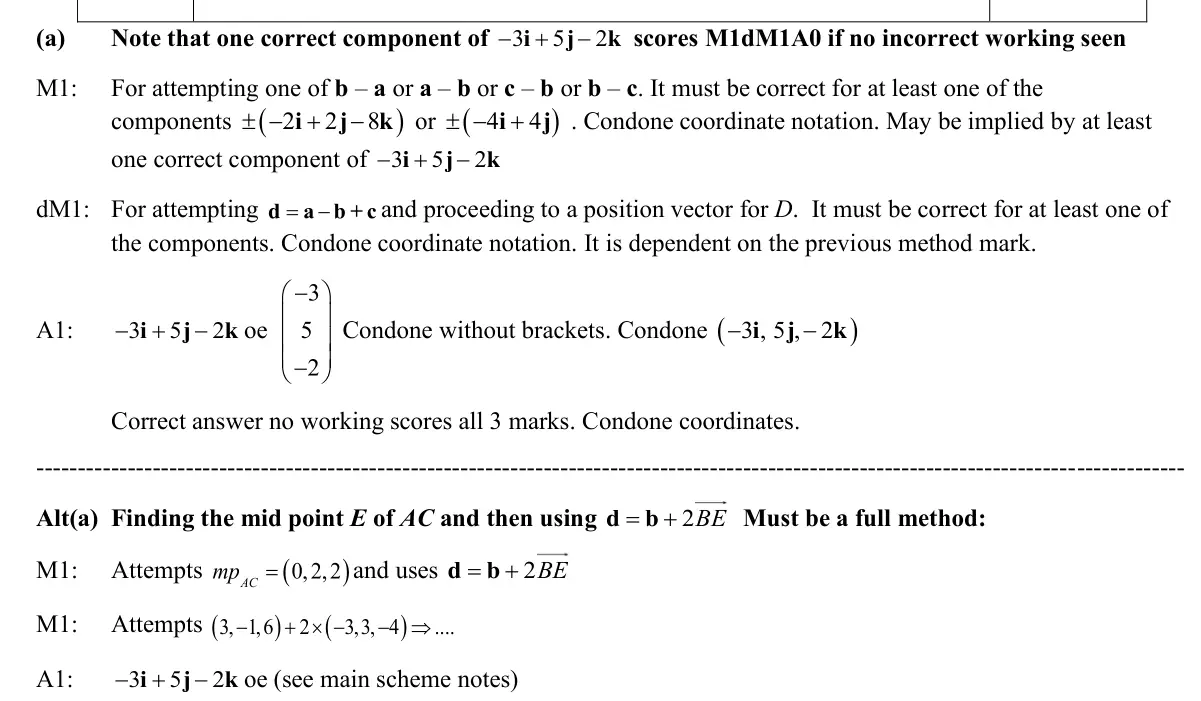 (a) Note that one correct component of −3i + 5j − 2k scores M1dM1A0 if no incorrect working seen
M1: For attempting one of b – a or a – b or c – b or b – c. It must be correct for at least one of the
components ±(−2i + 2j − 8k) or ±(−4i + 4j) . Condone coordinate notation. May be implied by at least
one correct component of −3i + 5j − 2k
dM1: For attempting d = a − b + c and proceeding to a position vector for D. It must be correct for at least one of
the components. Condone coordinate notation. It is dependent on the previous method mark.
A1: −3i + 5j − 2k oe (−3 5 −2) Condone without brackets. Condone (−3i, 5j, − 2k)
Correct answer no working scores all 3 marks. Condone coordinates.
Alt(a) Finding the mid point E of AC and then using d = b + 2BE⃗ Must be a full method:
M1: Attempts mp_AC = (0, 2, 2) and uses d = b + 2BE⃗
M1: Attempts (3, −1, 6) + 2×(−3, 3, −4) ⇒ ....
A1: −3i + 5j − 2k oe (see main scheme notes)